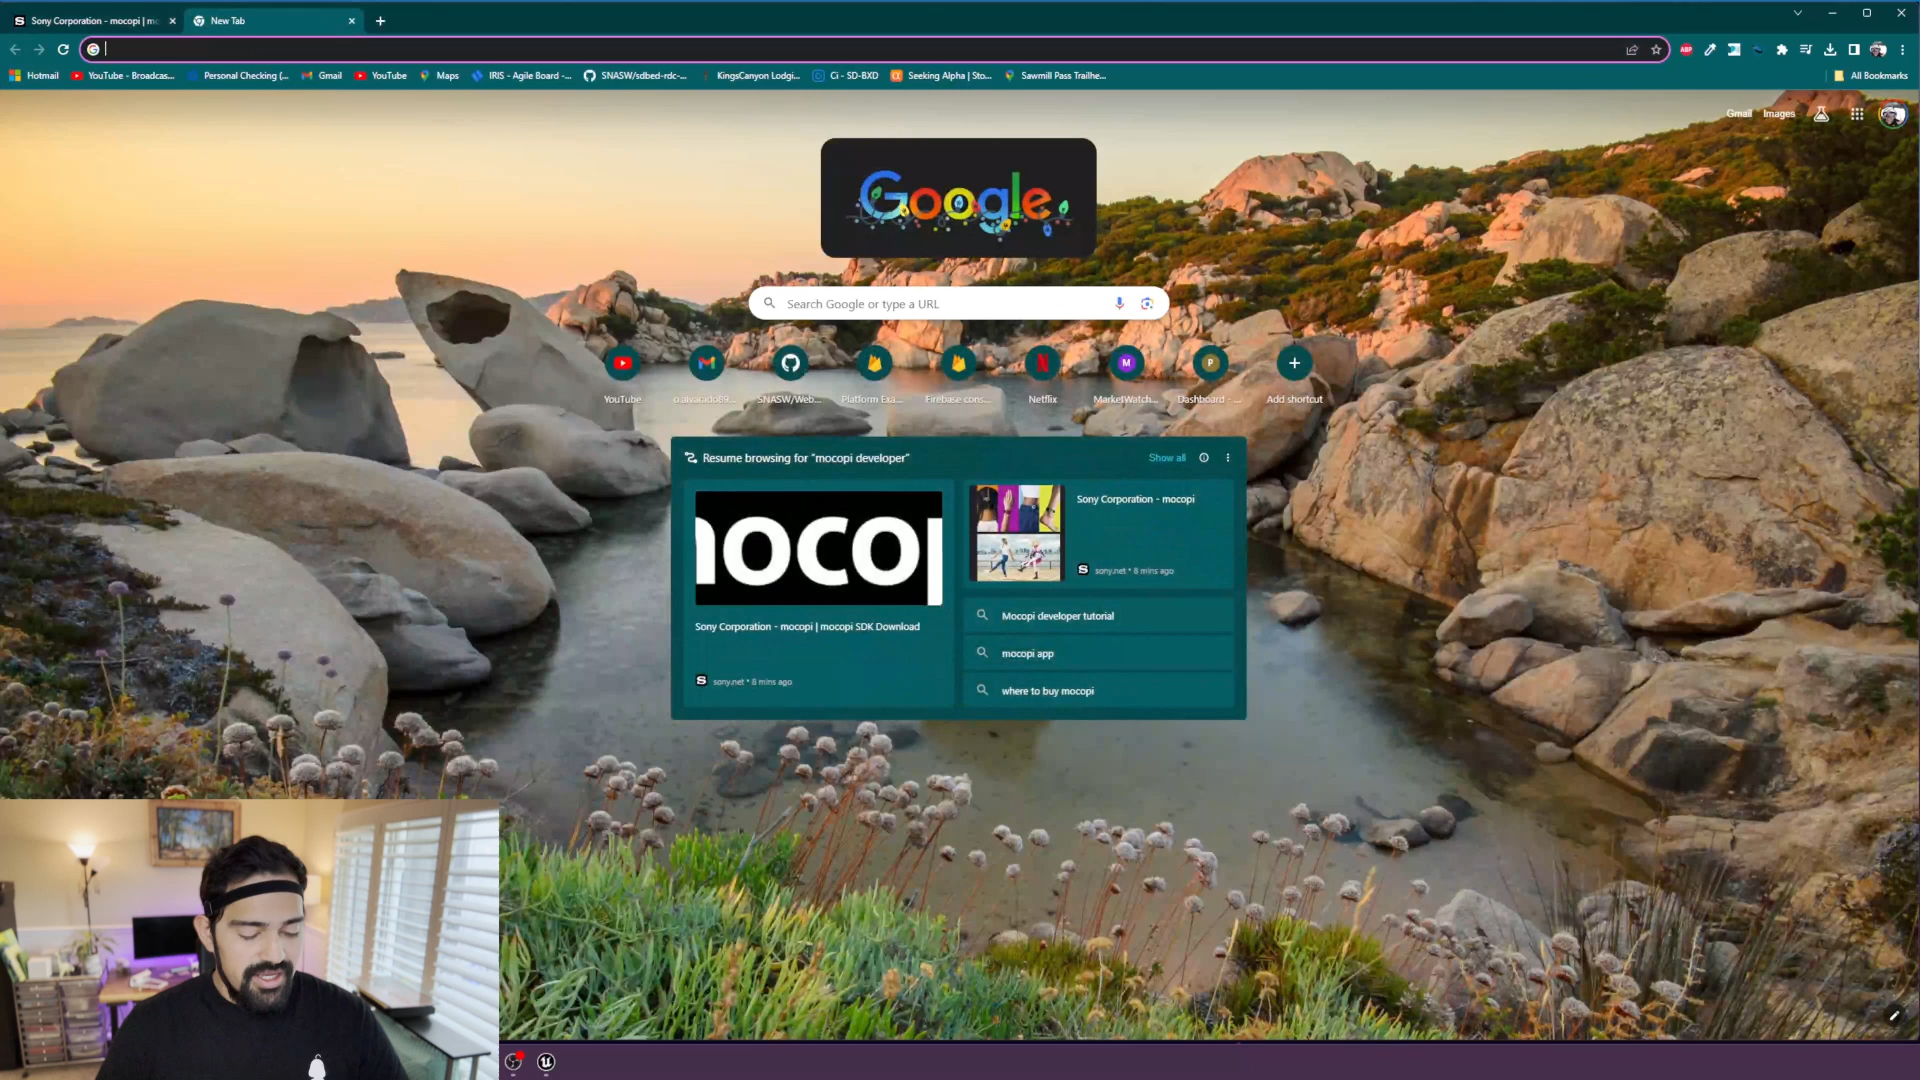 Sony Corporation - mocopi | mo
New Tab
Hotmail
YouTube - Broadcas...
Personal Checking (...
Gmail
YouTube
Maps
IRIS - Agile Board -...
SNASW/sdbed-rdc-...
KingsCanyon Lodgi...
Ci - SD-BXD
Seeking Alpha | Sto...
Sawmill Pass Trailhe...
All Bookmarks
ABP
Gmail
Images
Google
Search Google or type a URL
YouTube
o.alvarado89...
SNASW/Web...
Platform Exa...
Firebase cons...
Netflix
M
MarketWatch...
P
Dashboard - ...
Add shortcut
Resume browsing for "mocopi developer"
Show all
mocop
Sony Corporation - mocopi | mocopi SDK Download
sony.net • 8 mins ago
Sony Corporation - mocopi
sony.net • 8 mins ago
Mocopi developer tutorial
mocopi app
where to buy mocopi